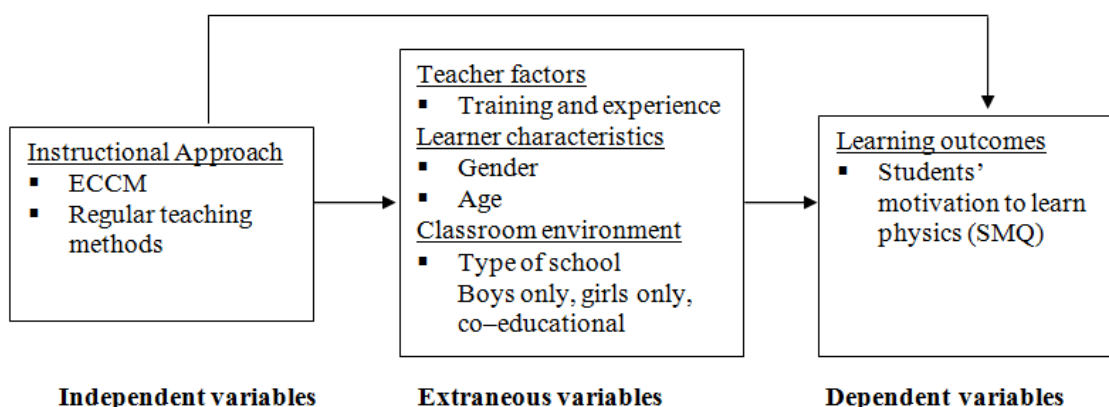 Instructional Approach
▪ ECCM
▪ Regular teaching
methods
Teacher factors
▪ Training and experience
Learner characteristics
▪ Gender
▪ Age
Classroom environment
▪ Type of school
Boys only, girls only,
co–educational
Learning outcomes
▪ Students’
motivation to learn
physics (SMQ)
Independent variables
Extraneous variables
Dependent variables